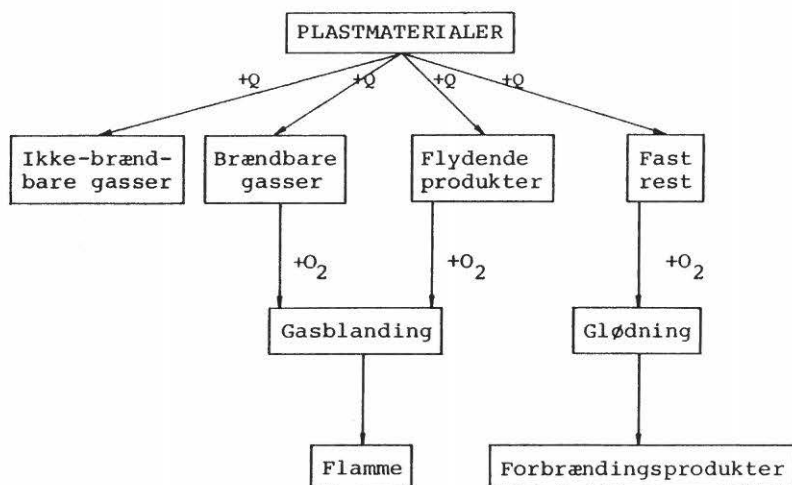 PLASTMATERIALER
+Q +Q +Q +Q
Ikke-brænd-
bare gasser
Brændbare
gasser
Flydende
produkter
Fast
rest
+O₂ +O₂ +O₂
Gasblanding
Glødning
Flamme
Forbrændingsprodukter